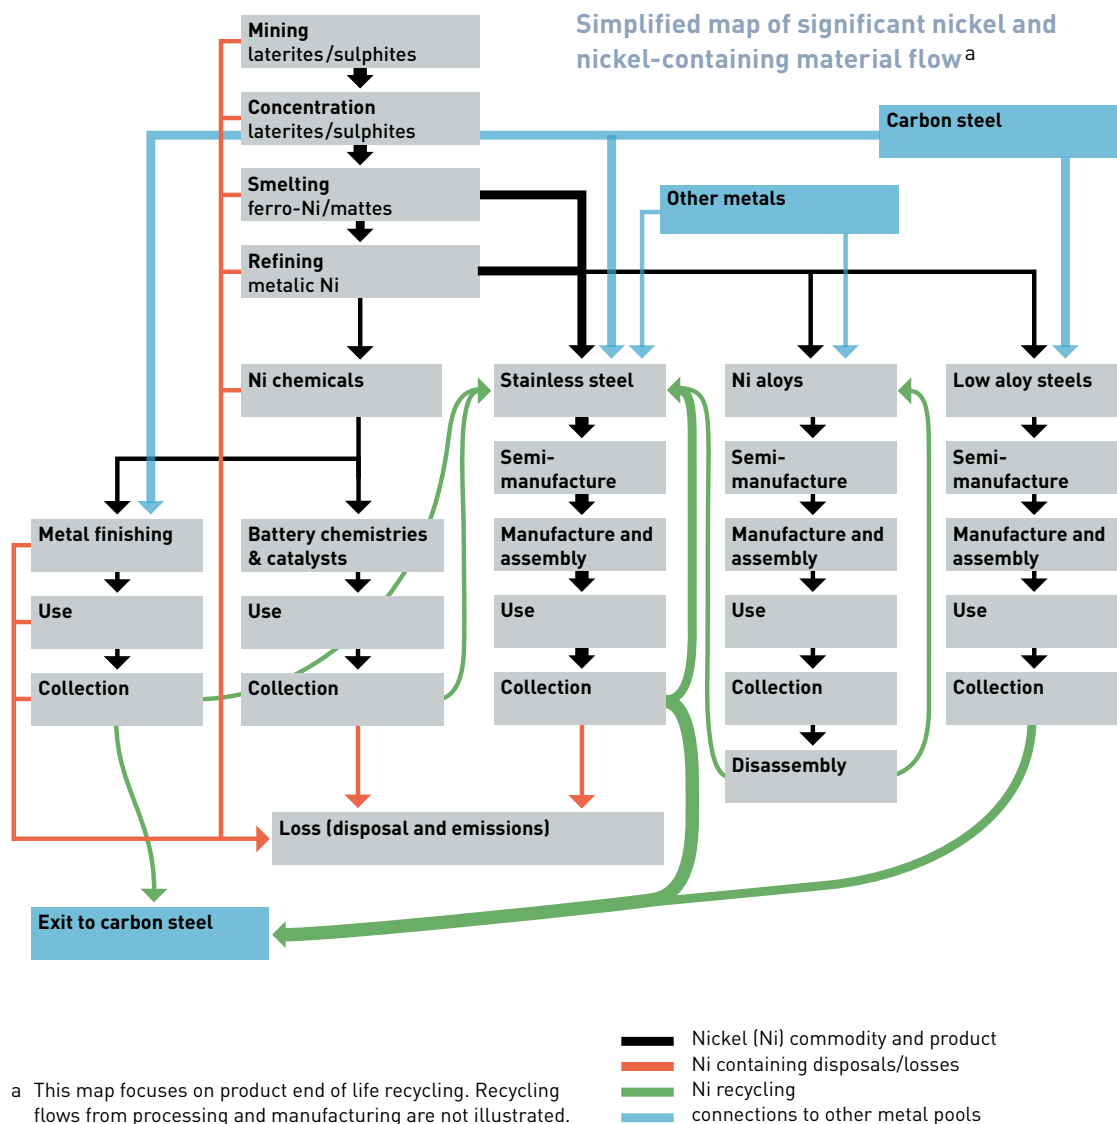 Simplified map of significant nickel and
nickel-containing material flow a
Mining
laterites/sulphites
Concentration
laterites/sulphites
Carbon steel
Smelting
ferro-Ni/mattes
Other metals
Refining
metalic Ni
Ni chemicals
Stainless steel
Ni aloys
Low aloy steels
Semi-
manufacture
Semi-
manufacture
Semi-
manufacture
Metal finishing
Battery chemistries
& catalysts
Manufacture and
assembly
Manufacture and
assembly
Manufacture and
assembly
Use
Use
Use
Use
Use
Collection
Collection
Collection
Collection
Collection
Disassembly
Loss (disposal and emissions)
Exit to carbon steel
Nickel (Ni) commodity and product
Ni containing disposals/losses
Ni recycling
connections to other metal pools
a This map focuses on product end of life recycling. Recycling
flows from processing and manufacturing are not illustrated.